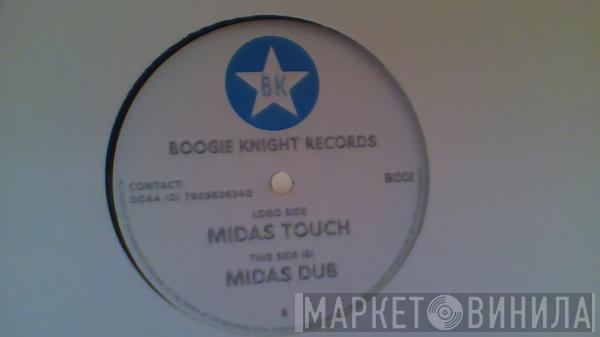 BK
BOOGIE KNIGHT RECORDS
CONTACT:
0044 (0) 7929636340
BK002
LOGO SIDE
MIDAS TOUCH
THIS SIDE (B)
MIDAS DUB
МАРКЕТ ВИНИЛА